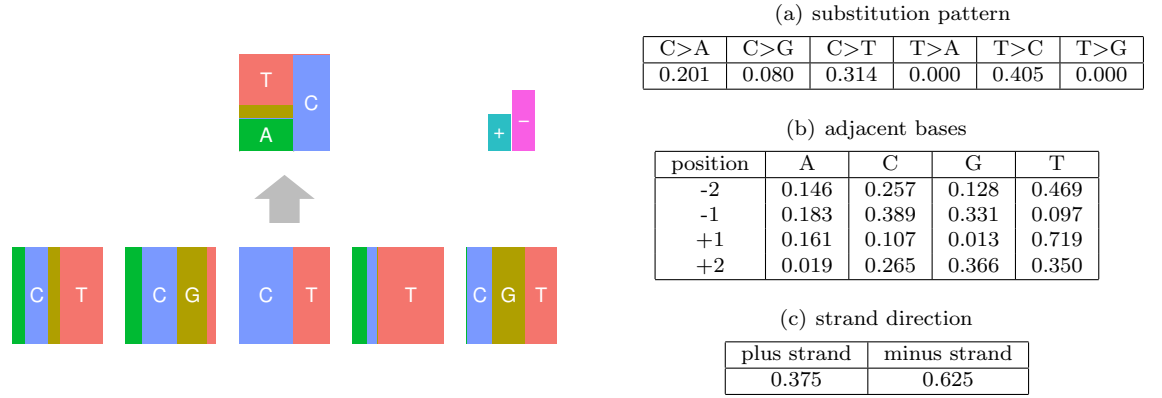 T
C
A
+
−
C
T
C
G
C
T
T
C
G
T
(a) substitution pattern
C>A C>G C>T T>A T>C T>G
0.201 0.080 0.314 0.000 0.405 0.000
(b) adjacent bases
position A C G T
-2 0.146 0.257 0.128 0.469
-1 0.183 0.389 0.331 0.097
+1 0.161 0.107 0.013 0.719
+2 0.019 0.265 0.366 0.350
(c) strand direction
plus strand minus strand
0.375 0.625